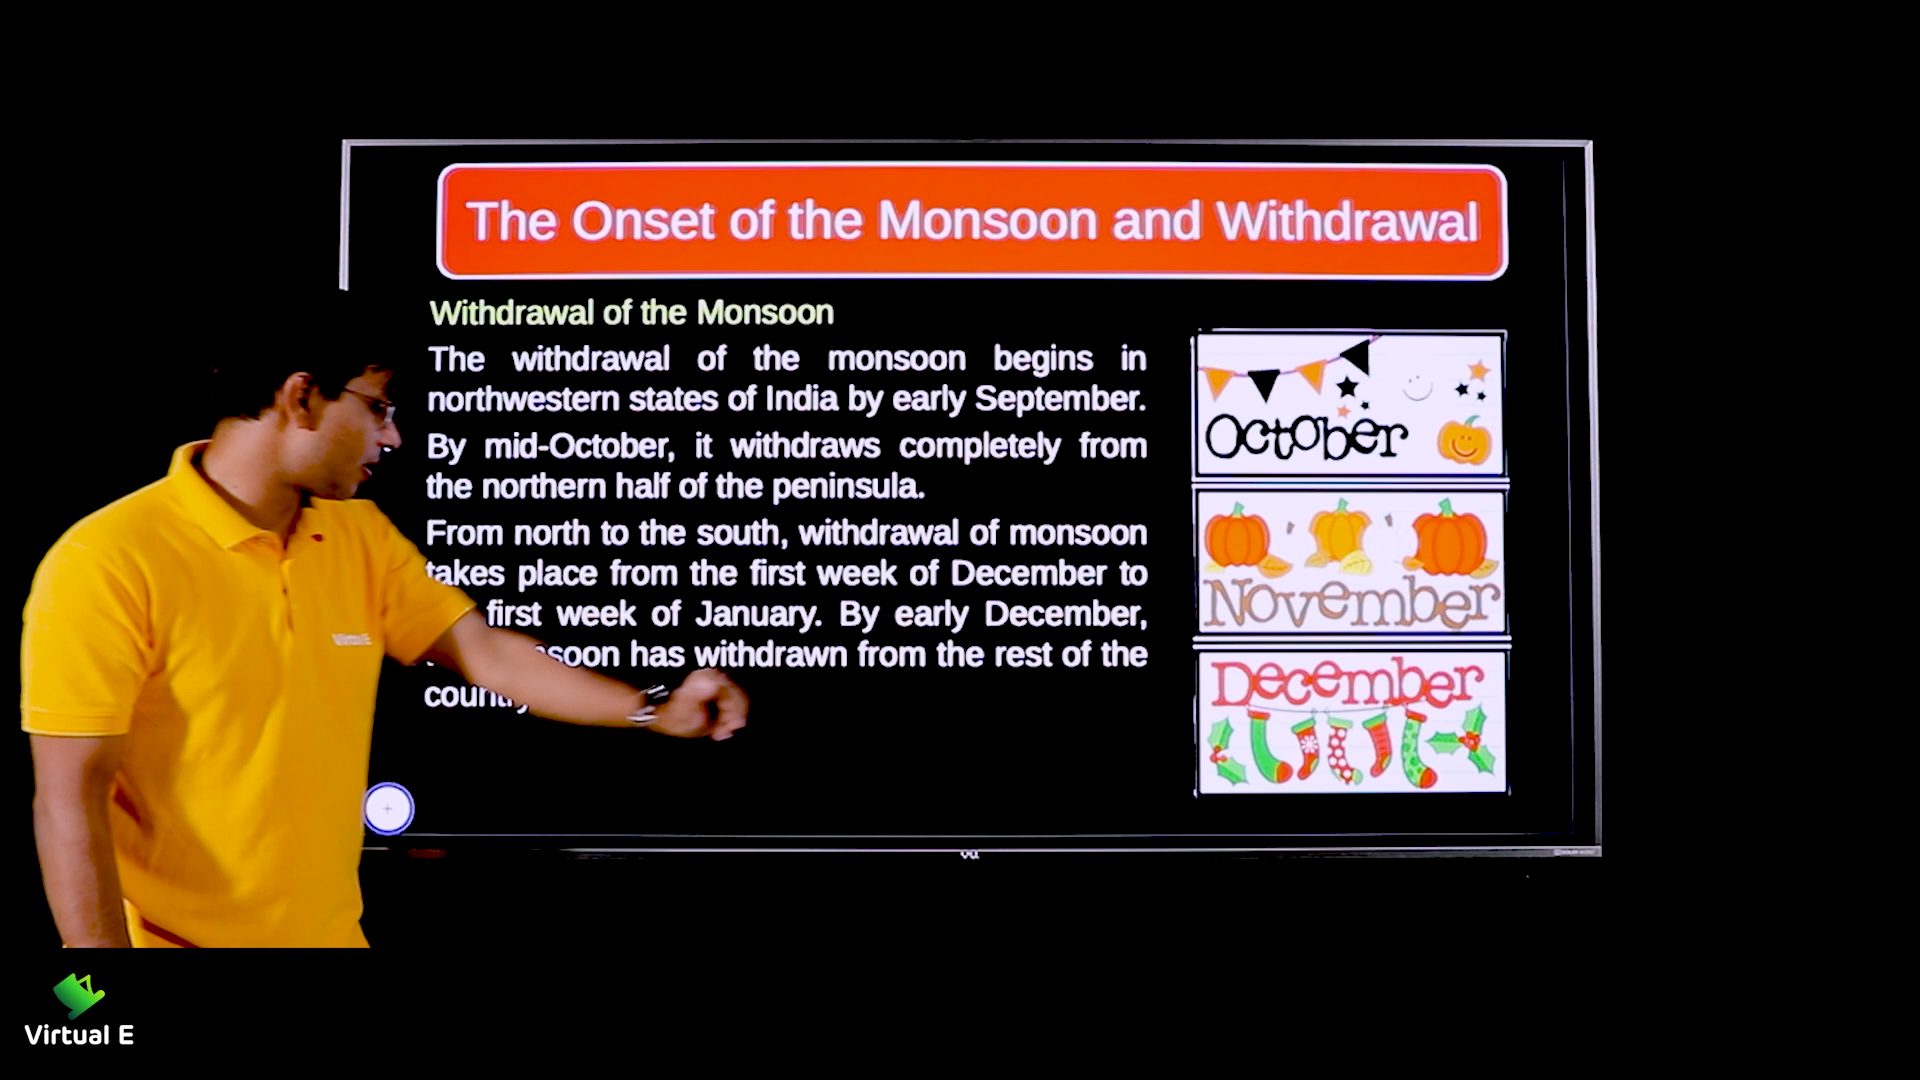 The Onset of the Monsoon and Withdrawal
Withdrawal of the Monsoon
The withdrawal of the monsoon begins in
northwestern states of India by early September.
By mid-October, it withdraws completely from
the northern half of the peninsula.
From north to the south, withdrawal of monsoon
takes place from the first week of December to
first week of January. By early December,
has withdrawn from the rest of the
October
November
December
Virtual E
Virtual E